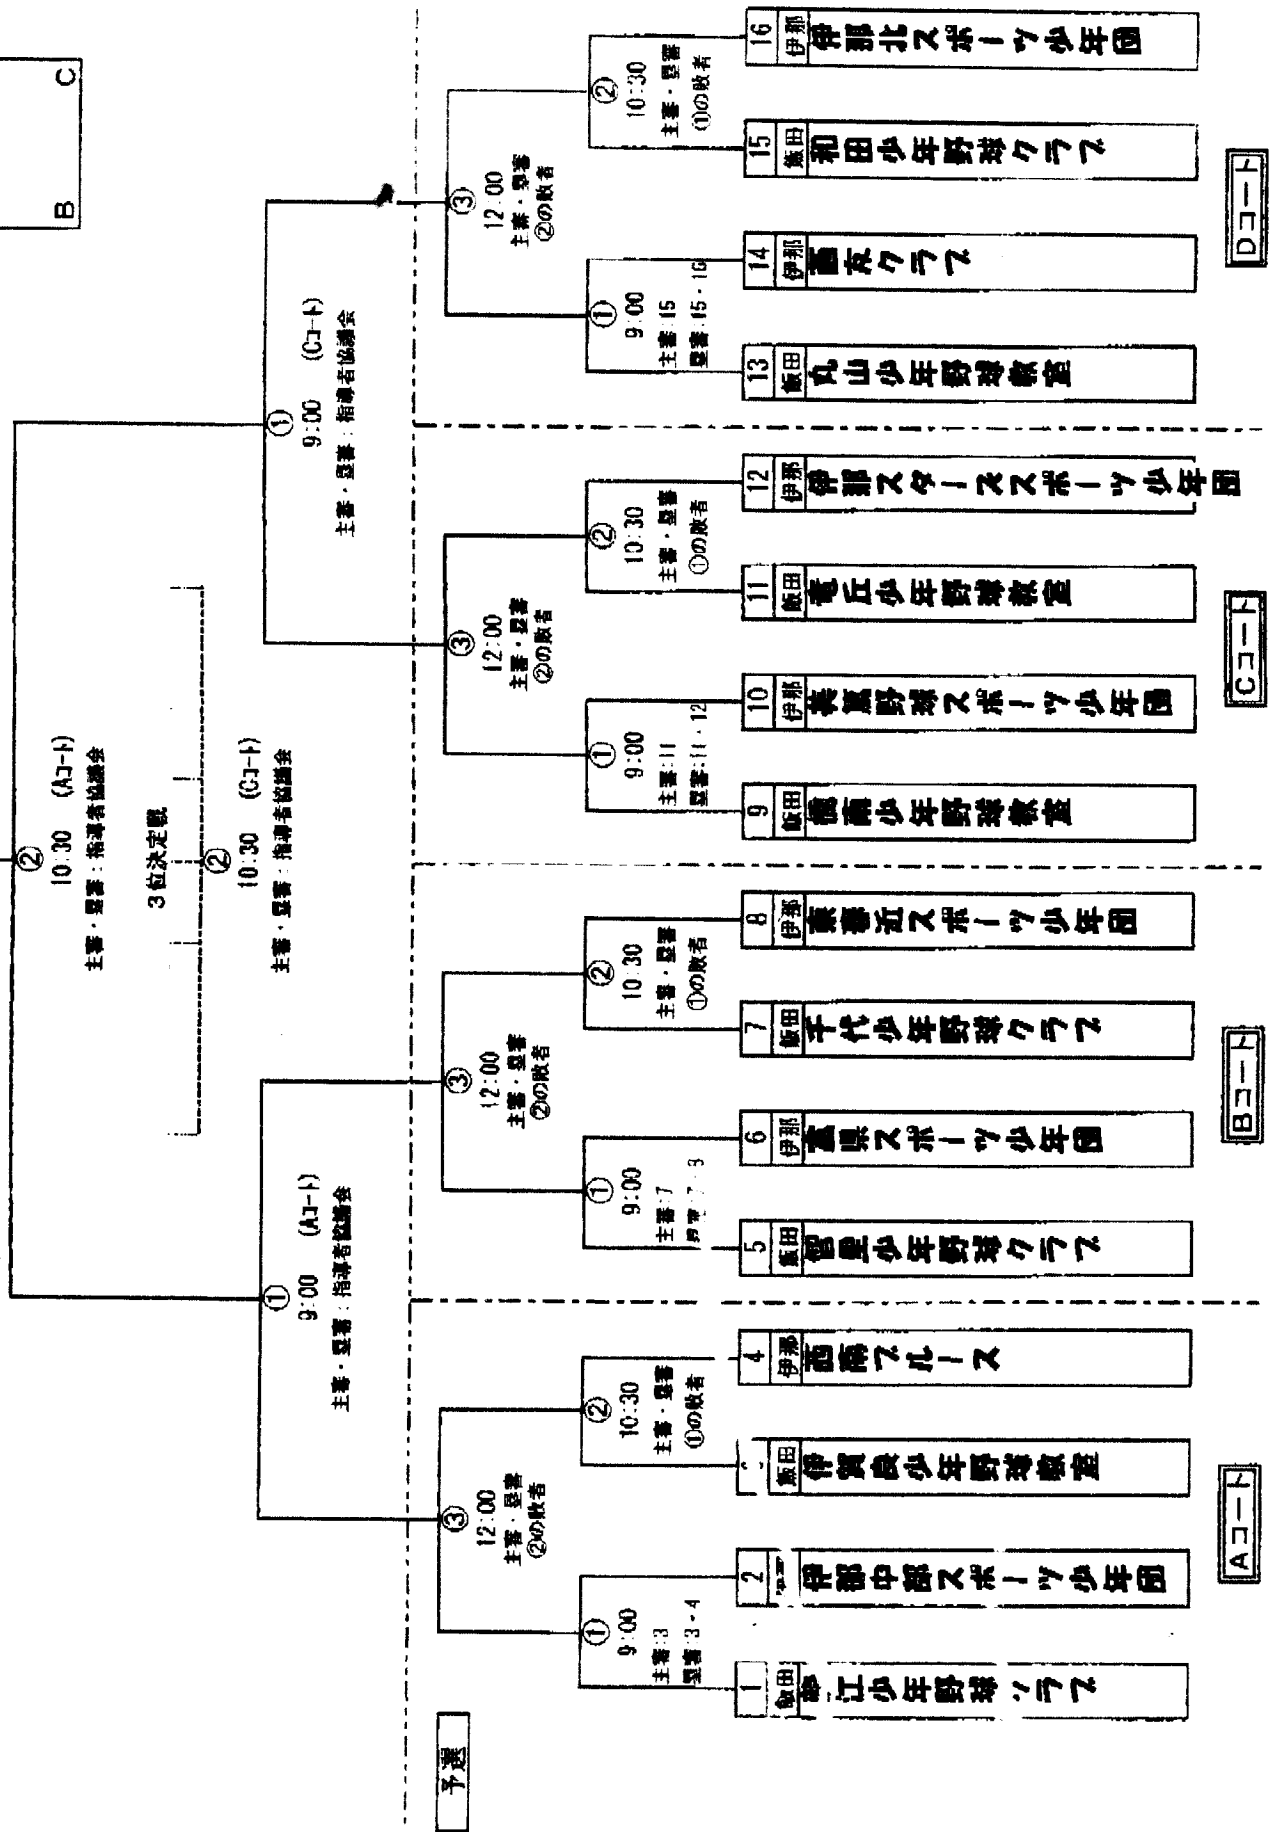 B
C
②
10:30 (Aコート)
主審・塁審：指導者協議会
3位決定戦
②
10:30 (Cコート)
主審・塁審：指導者協議会
①
9:00 (Aコート)
主審・塁審：指導者協議会
①
9:00 (Cコート)
主審・塁審：指導者協議会
予選
③
12:00
主審・塁審
②の敗者
③
12:00
主審・塁審
②の敗者
③
12:00
主審・塁審
②の敗者
③
12:00
主審・塁審
②の敗者
①
9:00
主審:3
塁審:3・4
②
10:30
主審・塁審
①の敗者
①
9:00
主審:7
②
10:30
主審・塁審
①の敗者
①
9:00
主審:11
塁審:11・12
②
10:30
主審・塁審
①の敗者
①
9:00
主審:15
塁審:15・16
②
10:30
主審・塁審
①の敗者
1 飯田 江少年野球 ラブ
2 伊那中部スポーツ少年団
飯田 伊賀良少年野球教室
4 伊那 西南ブルース
5 飯田 少年野球クラブ
6 伊那 富県スポーツ少年団
7 飯田 千代少年野球クラブ
8 伊那 東春近スポーツ少年団
9 飯田 橋南少年野球教室
10 伊那 美篶野球スポーツ少年団
11 飯田 竜丘少年野球教室
12 伊那 伊那スターススポーツ少年団
13 飯田 丸山少年野球教室
14 伊那 西友クラブ
15 飯田 和田少年野球クラブ
16 伊那 伊那北スポーツ少年団
Aコート
Bコート
Cコート
Dコート